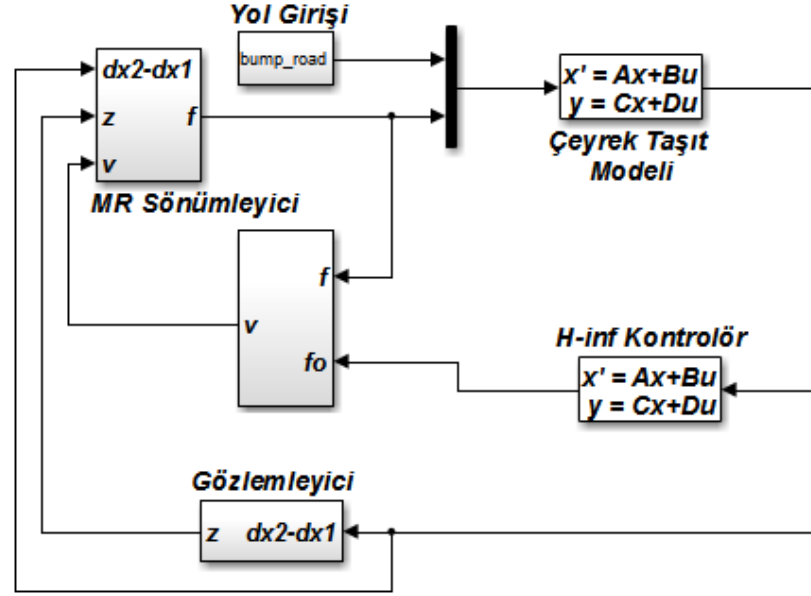 Yol Girişi
bump_road
dx2-dx1
z
f
v
MR Sönümleyici
x' = Ax+Bu
y = Cx+Du
Çeyrek Taşıt
Modeli
f
v
fo
H-inf Kontrolör
x' = Ax+Bu
y = Cx+Du
Gözlemleyici
z dx2-dx1